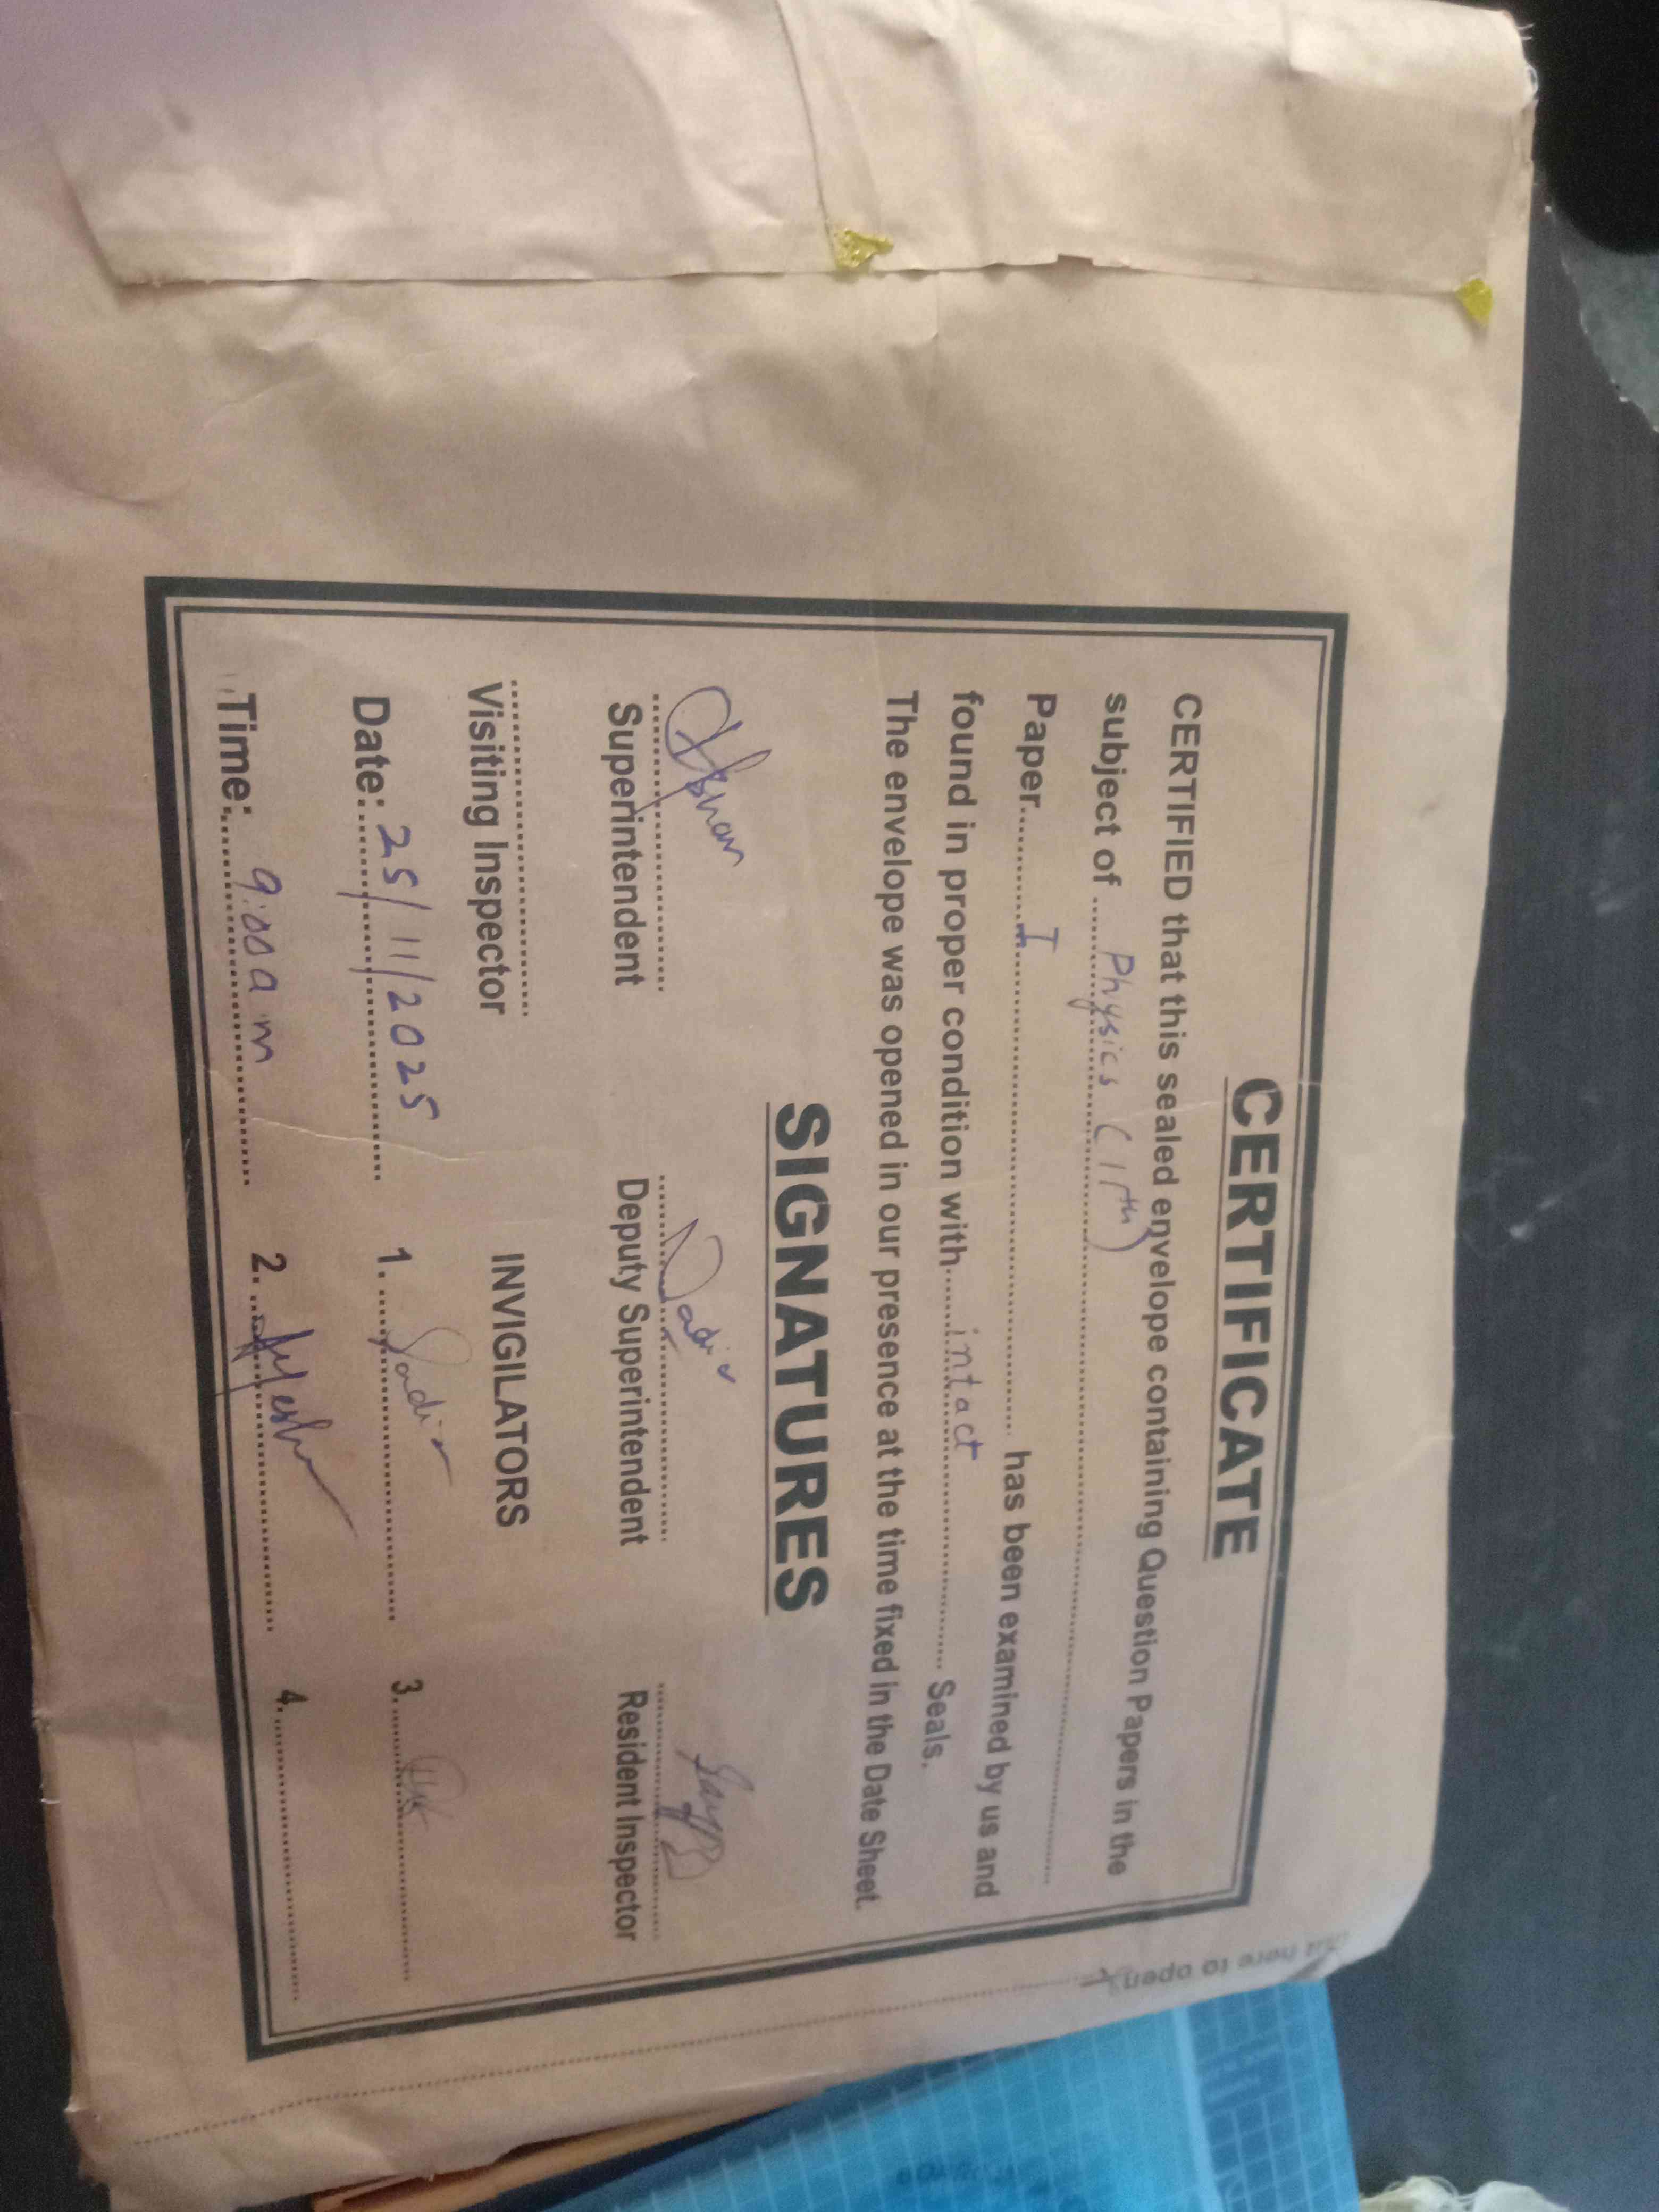 CERTIFICATE
CERTIFIED that this sealed envelope containing Question Papers in the
subject of ..... Physics (11th) .....
Paper..... I ..... has been examined by us and
found in proper condition with..... intact ..... Seals.
The envelope was opened in our presence at the time fixed in the Date Sheet.
SIGNATURES
Superintendent Deputy Superintendent Resident Inspector
Visiting Inspector INVIGILATORS
Date: 25/11/2025 1. 3.
Time: 9:00 a m 2. 4.
here to open